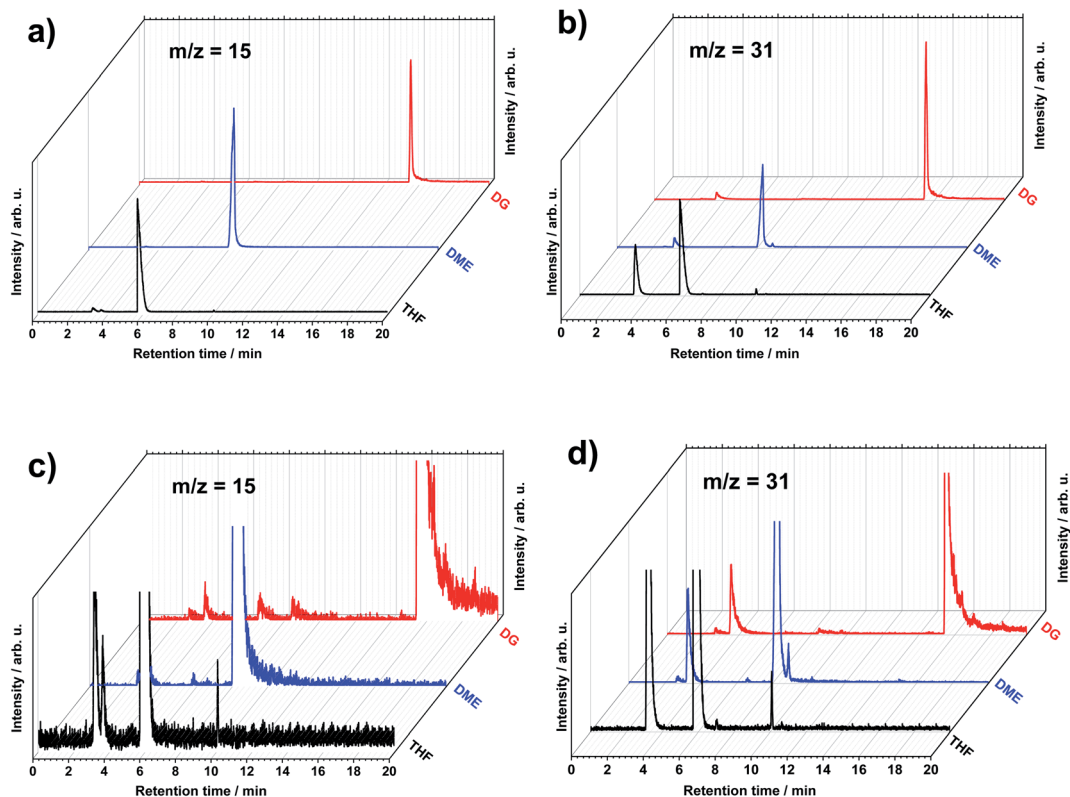 a)
m/z = 15
Intensity / arb. u.
Intensity / arb. u.
DG
DME
THF
0 2 4 6 8 10 12 14 16 18 20
Retention time / min
b)
m/z = 31
Intensity / arb. u.
Intensity / arb. u.
DG
DME
THF
0 2 4 6 8 10 12 14 16 18 20
Retention time / min
c)
m/z = 15
Intensity / arb. u.
Intensity / arb. u.
DG
DME
THF
0 2 4 6 8 10 12 14 16 18 20
Retention time / min
d)
m/z = 31
Intensity / arb. u.
Intensity / arb. u.
DG
DME
THF
0 2 4 6 8 10 12 14 16 18 20
Retention time / min